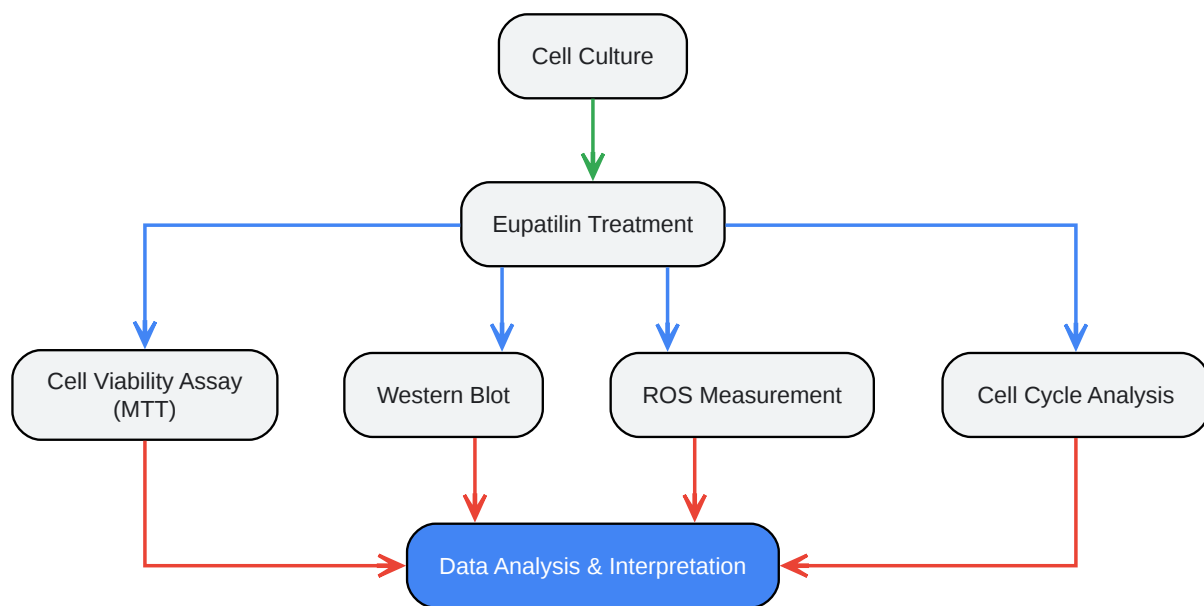 Cell Culture
Eupatilin Treatment
Cell Viability Assay
(MTT)
Western Blot
ROS Measurement
Cell Cycle Analysis
Data Analysis & Interpretation